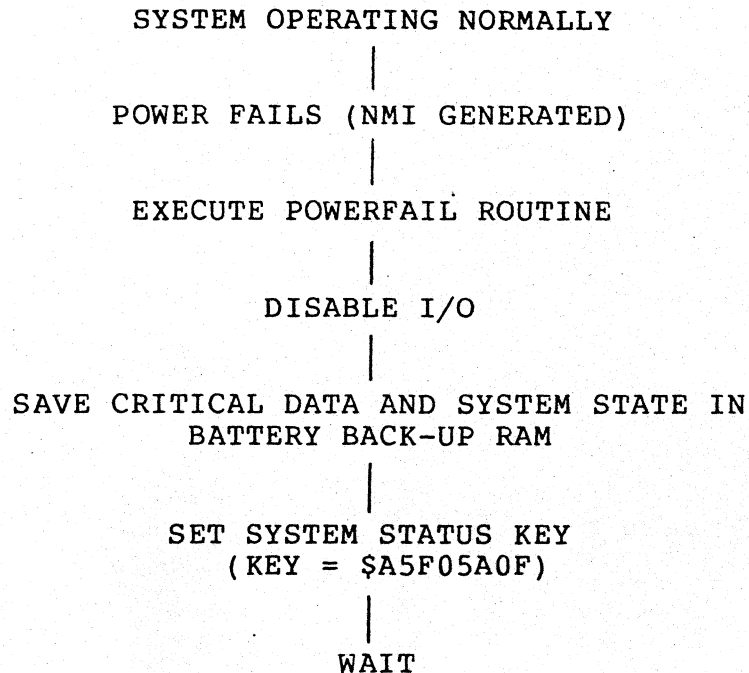 SYSTEM OPERATING NORMALLY
POWER FAILS (NMI GENERATED)
EXECUTE POWERFAIL ROUTINE
DISABLE I/O
SAVE CRITICAL DATA AND SYSTEM STATE IN
BATTERY BACK-UP RAM
SET SYSTEM STATUS KEY
(KEY = $A5F05A0F)
WAIT